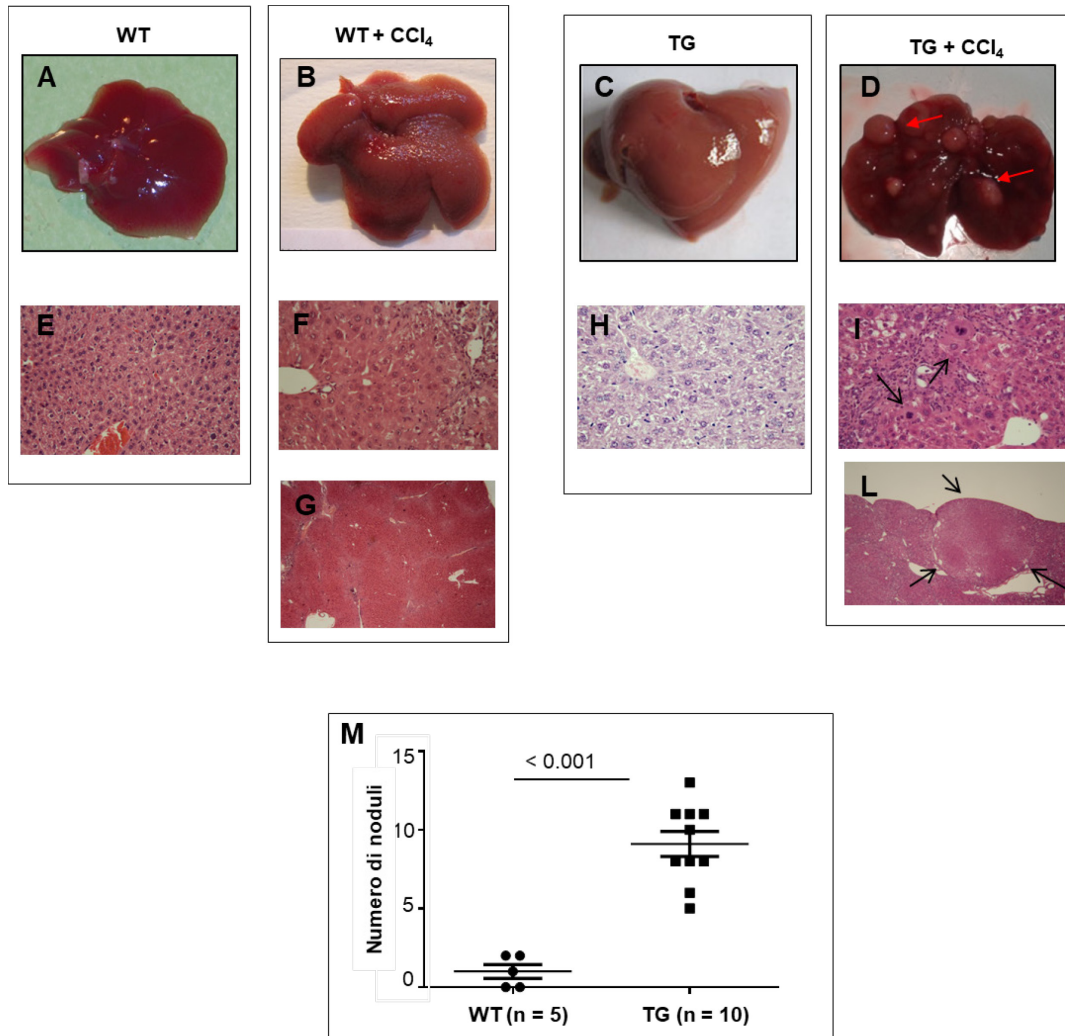 WT
WT + CCl₄
TG
TG + CCl₄
A
B
C
D
E
F
H
I
G
L
M
Numero di noduli
15
10
5
0
< 0.001
WT (n = 5)
TG (n = 10)